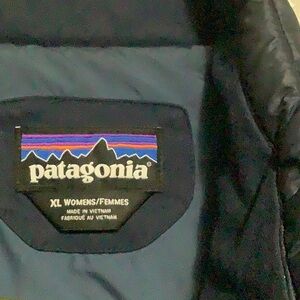 patagonia
XL WOMENS/FEMMES
MADE IN VIETNAM
FABRIQUÉ AU VIETNAM